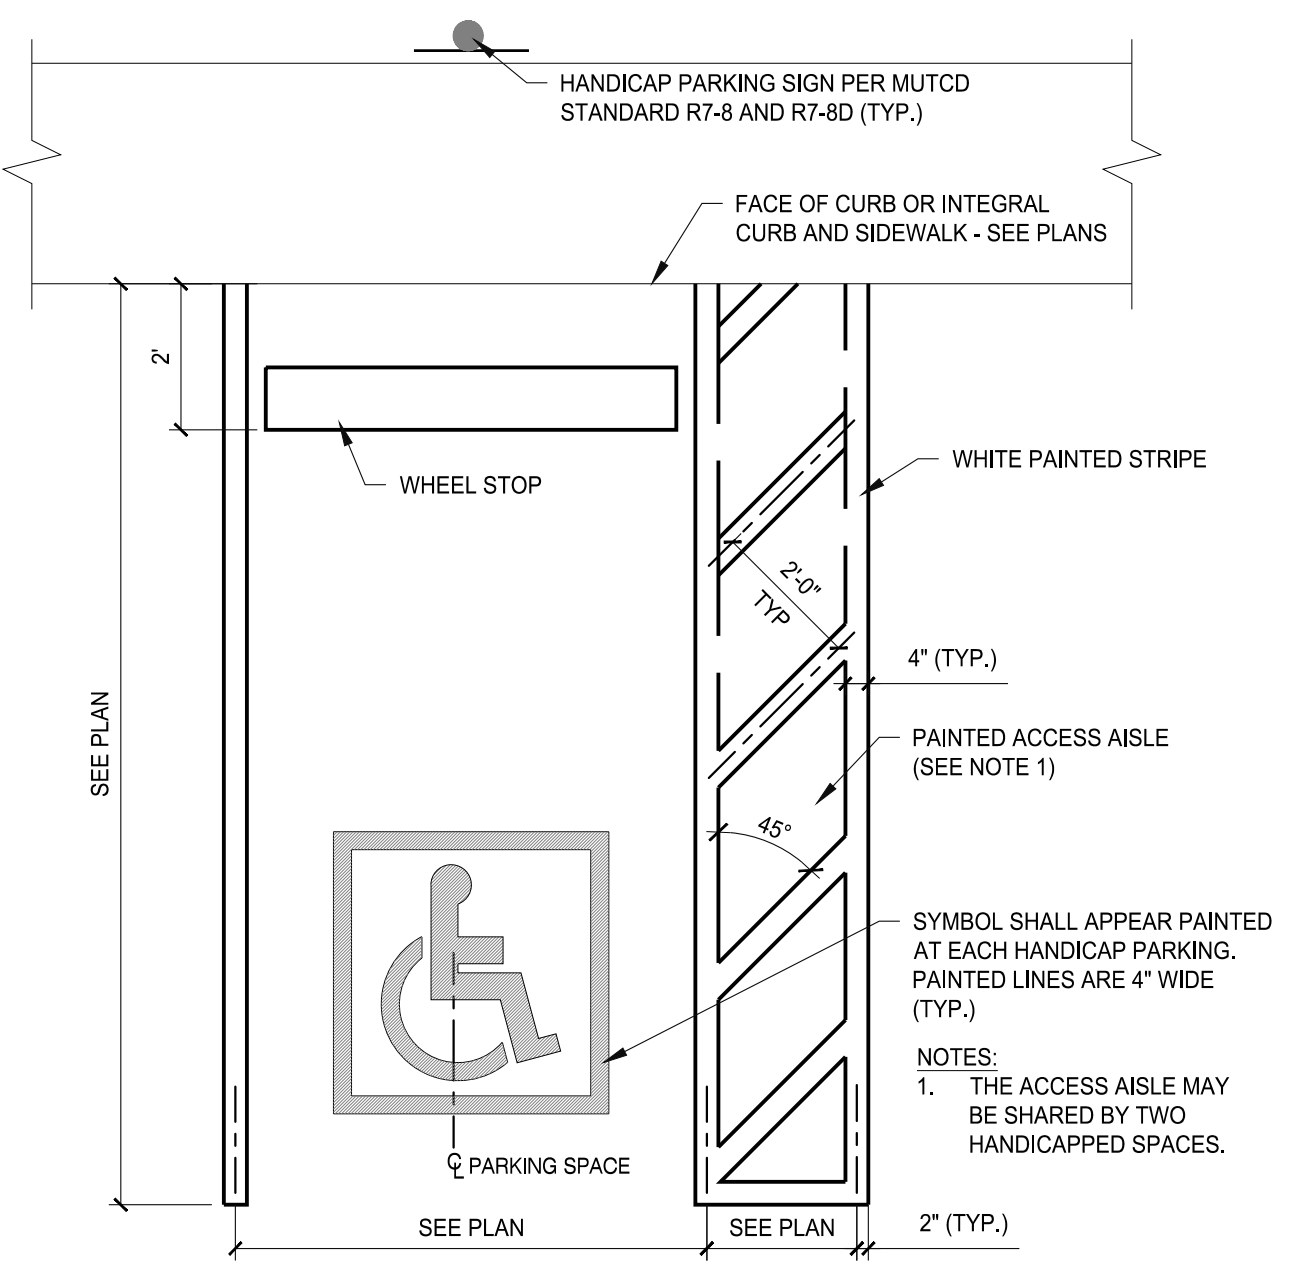 HANDICAP PARKING SIGN PER MUTCD
STANDARD R7-8 AND R7-8D (TYP.)
FACE OF CURB OR INTEGRAL
CURB AND SIDEWALK - SEE PLANS
2'
WHEEL STOP
WHITE PAINTED STRIPE
2'-0"
TYP
4" (TYP.)
SEE PLAN
PAINTED ACCESS AISLE
(SEE NOTE 1)
45°
SYMBOL SHALL APPEAR PAINTED
AT EACH HANDICAP PARKING.
PAINTED LINES ARE 4" WIDE
(TYP.)
NOTES:
1. THE ACCESS AISLE MAY
BE SHARED BY TWO
HANDICAPPED SPACES.
℄ PARKING SPACE
SEE PLAN
SEE PLAN
2" (TYP.)